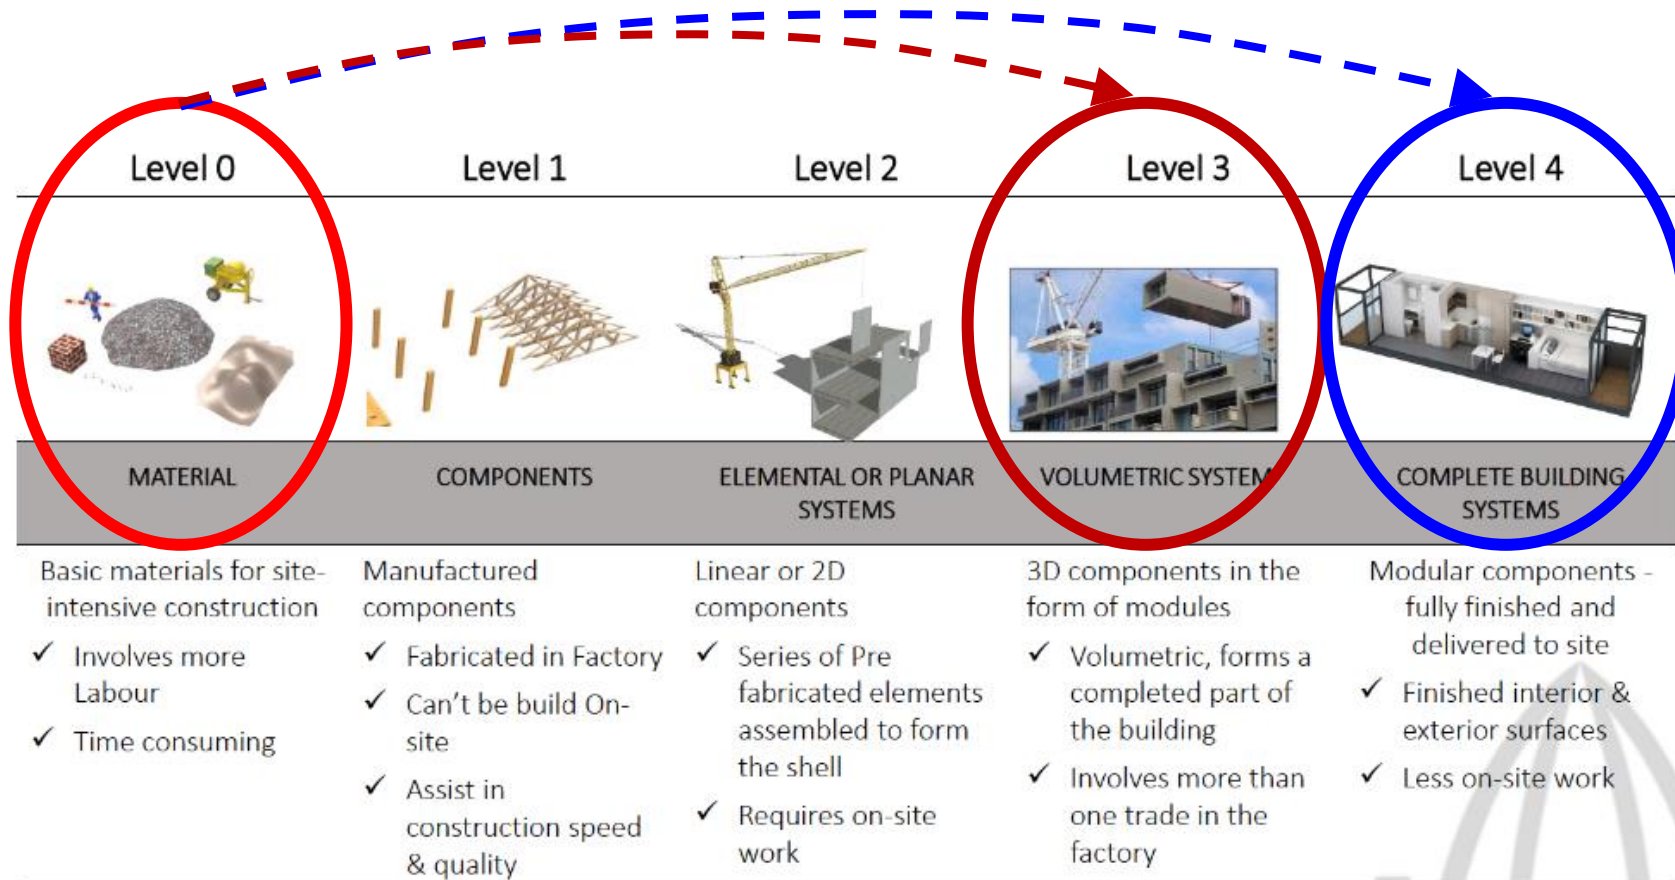 Level 0
Level 1
Level 2
Level 3
Level 4
MATERIAL
COMPONENTS
ELEMENTAL OR PLANAR
SYSTEMS
VOLUMETRIC SYSTEM
COMPLETE BUILDING
SYSTEMS
Basic materials for site-
intensive construction
✓ Involves more
Labour
✓ Time consuming
Manufactured
components
✓ Fabricated in Factory
✓ Can't be build On-
site
✓ Assist in
construction speed
& quality
Linear or 2D
components
✓ Series of Pre
fabricated elements
assembled to form
the shell
✓ Requires on-site
work
3D components in the
form of modules
✓ Volumetric, forms a
completed part of
the building
✓ Involves more than
one trade in the
factory
Modular components -
fully finished and
delivered to site
✓ Finished interior &
exterior surfaces
✓ Less on-site work